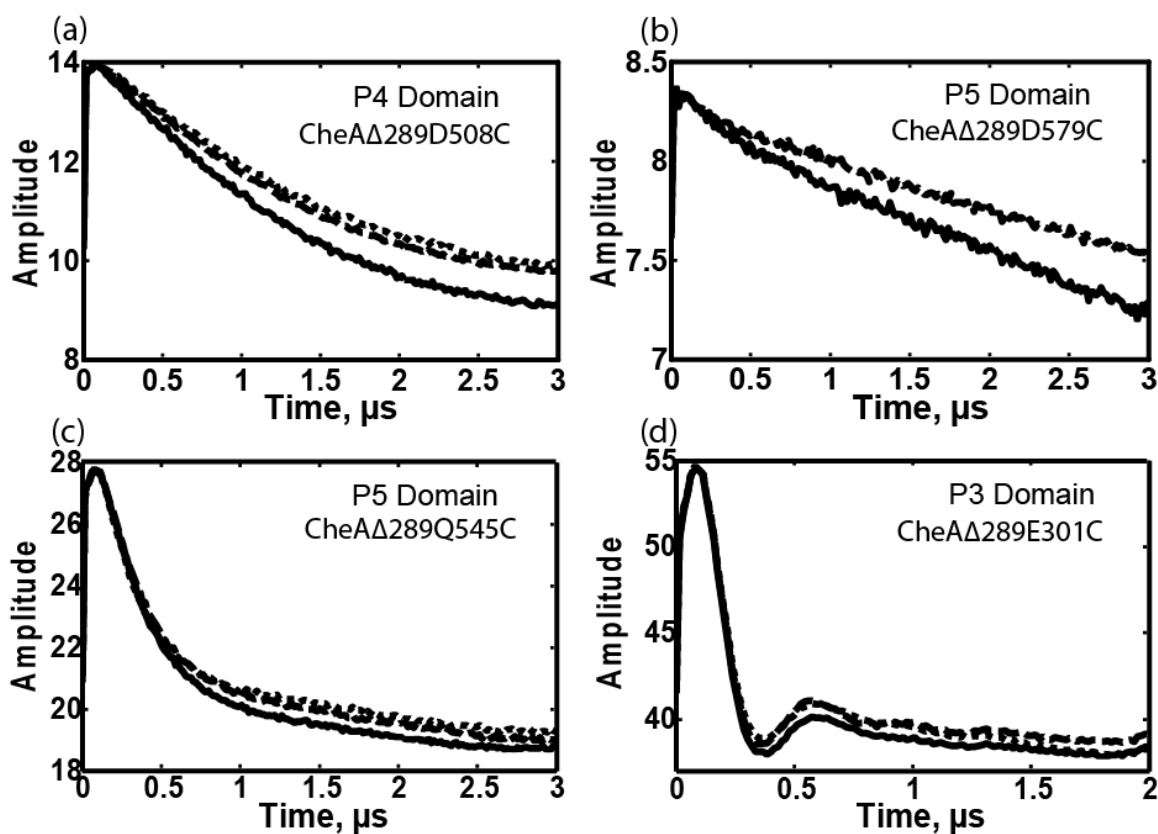 (a)
14
12
10
8
Amplitude
P4 Domain
CheAΔ289D508C
0 0.5 1 1.5 2 2.5 3
Time, µs
(b)
8.5
8
7.5
7
Amplitude
P5 Domain
CheAΔ289D579C
0 0.5 1 1.5 2 2.5 3
Time, µs
(c)
28
26
24
22
20
18
Amplitude
P5 Domain
CheAΔ289Q545C
0 0.5 1 1.5 2 2.5 3
Time, µs
(d)
55
50
45
40
Amplitude
P3 Domain
CheAΔ289E301C
0 0.5 1 1.5 2
Time, µs